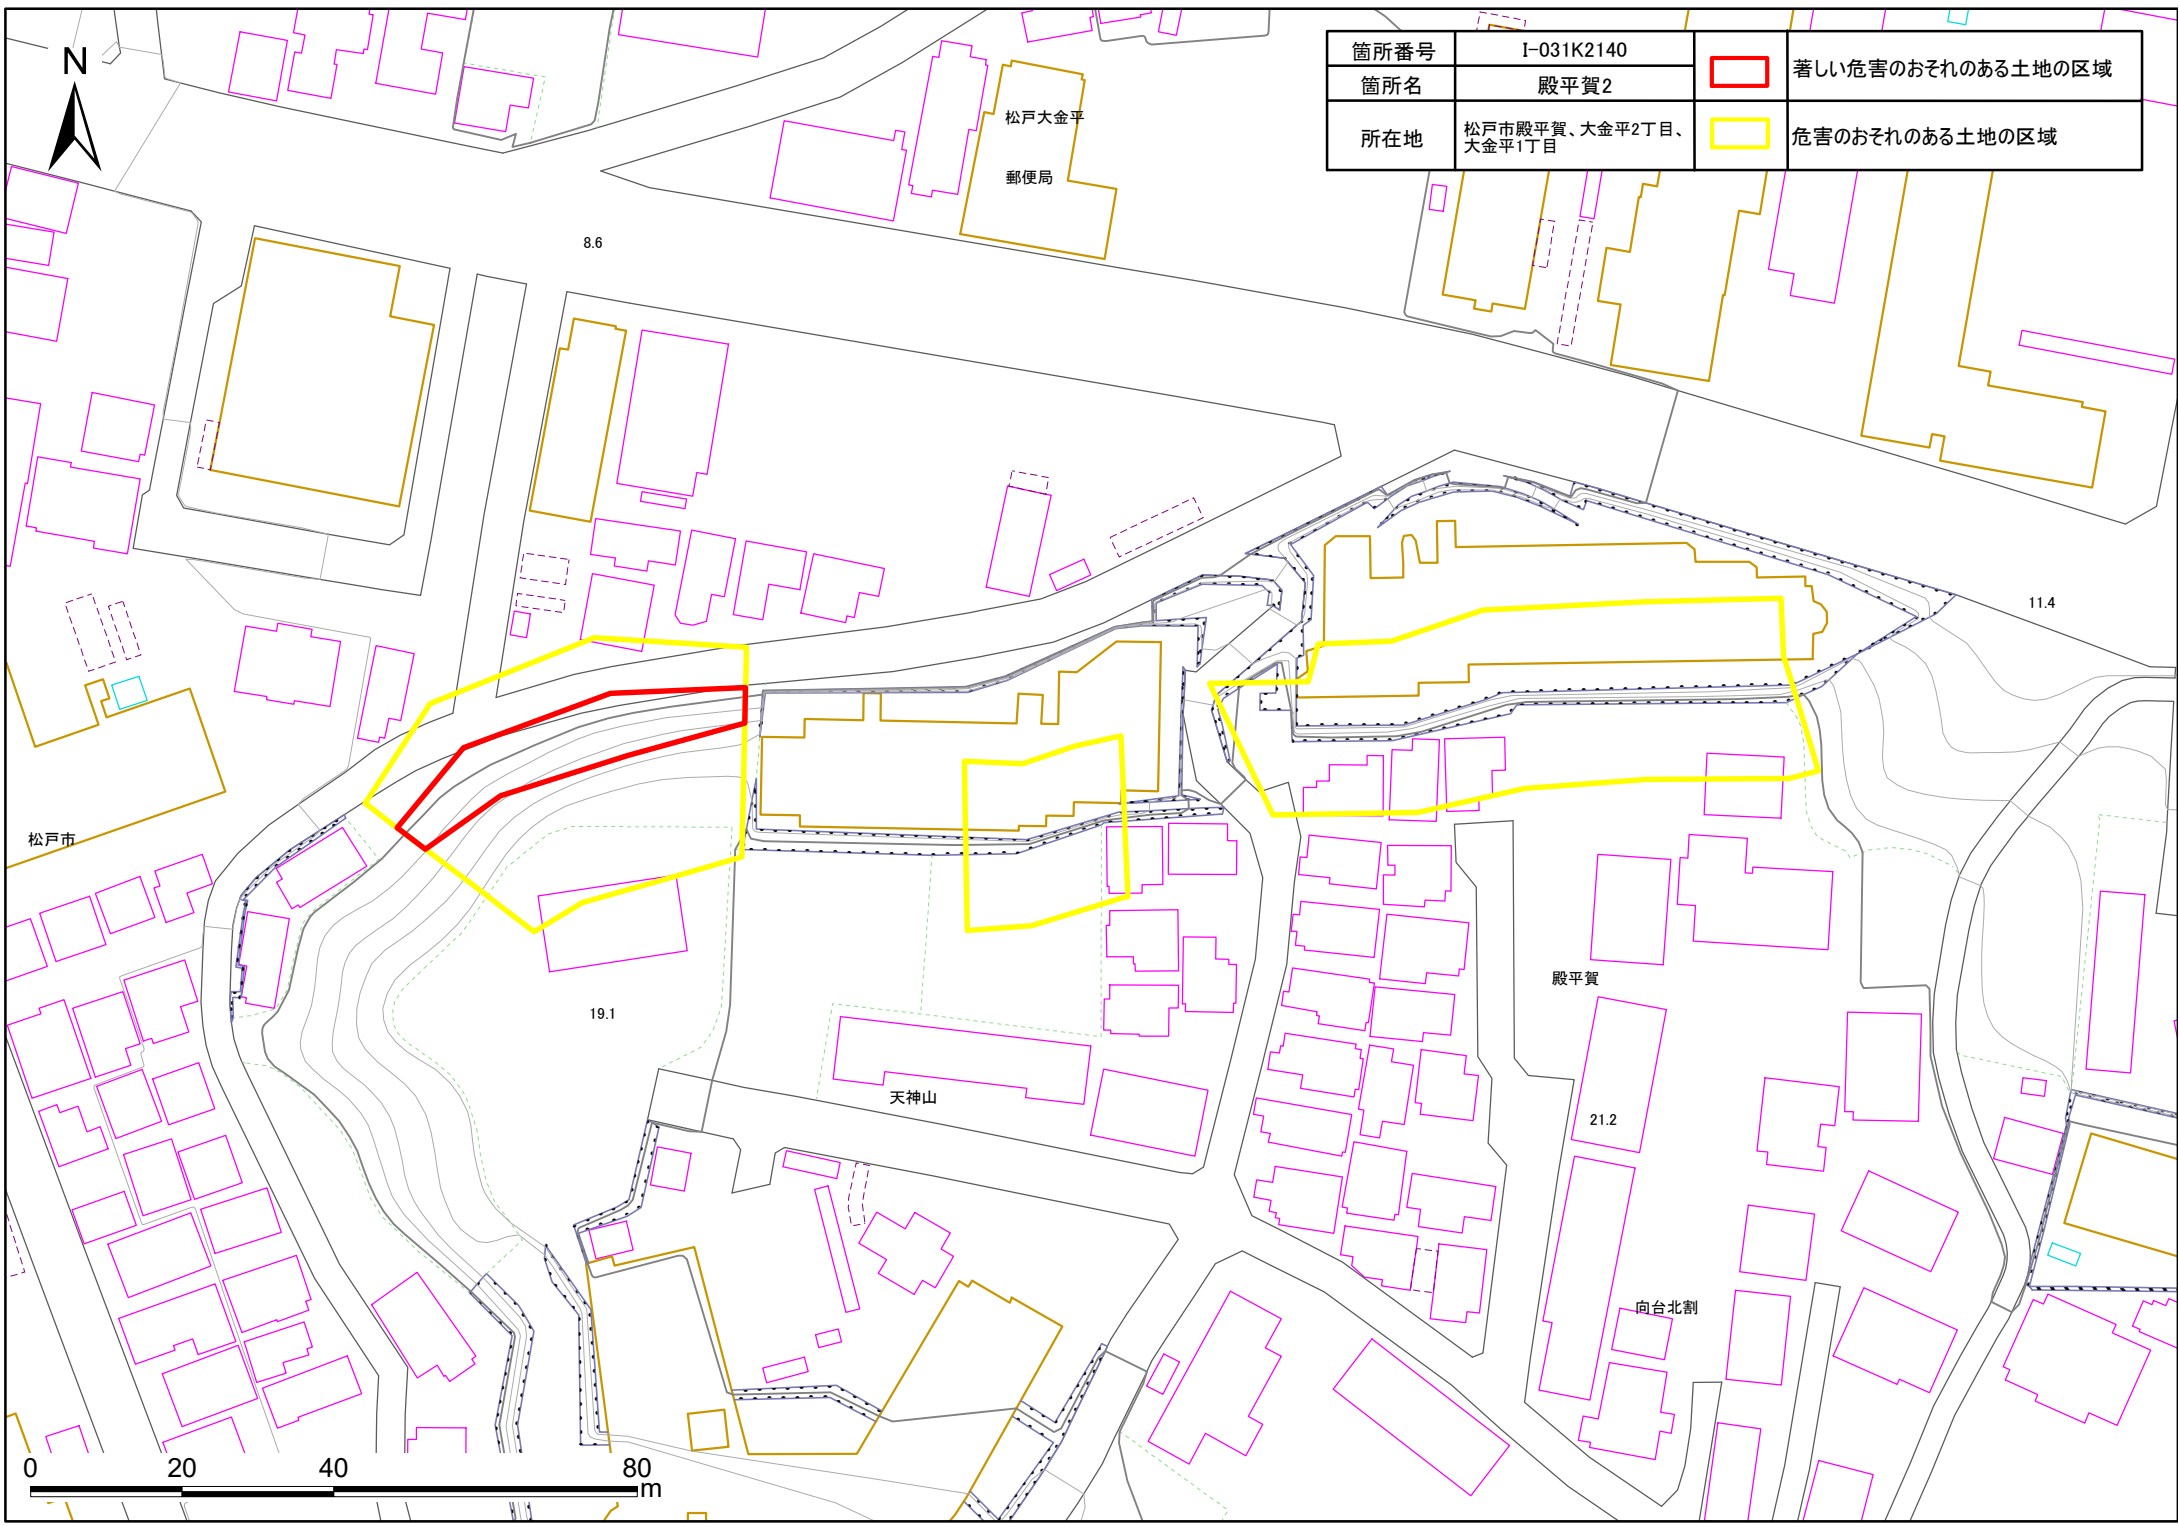 N
箇所番号
I-031K2140
箇所名
殿平賀2
所在地
松戸市殿平賀、大金平2丁目、
大金平1丁目
著しい危害のおそれのある土地の区域
危害のおそれのある土地の区域
松戸大金平
郵便局
8.6
11.4
松戸市
殿平賀
19.1
天神山
21.2
向台北割
0 20 40 80
m